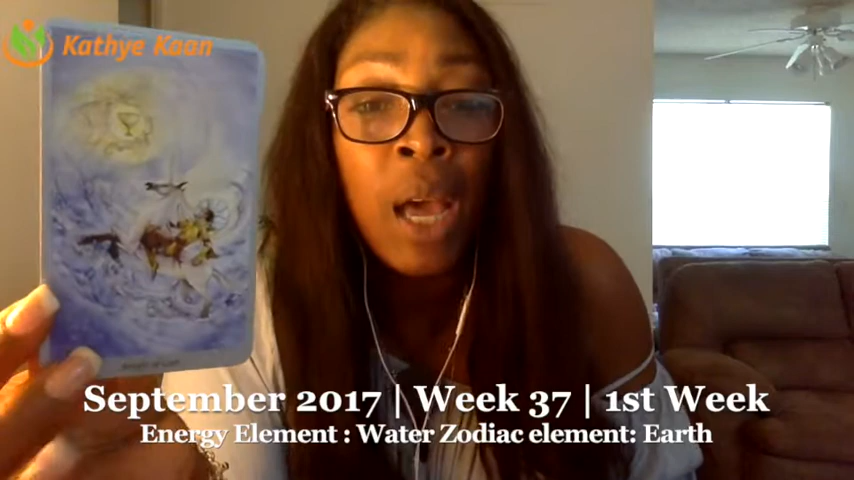 Kathye Kaan
September 2017 | Week 37 | 1st Week
Energy Element : Water Zodiac element: Earth